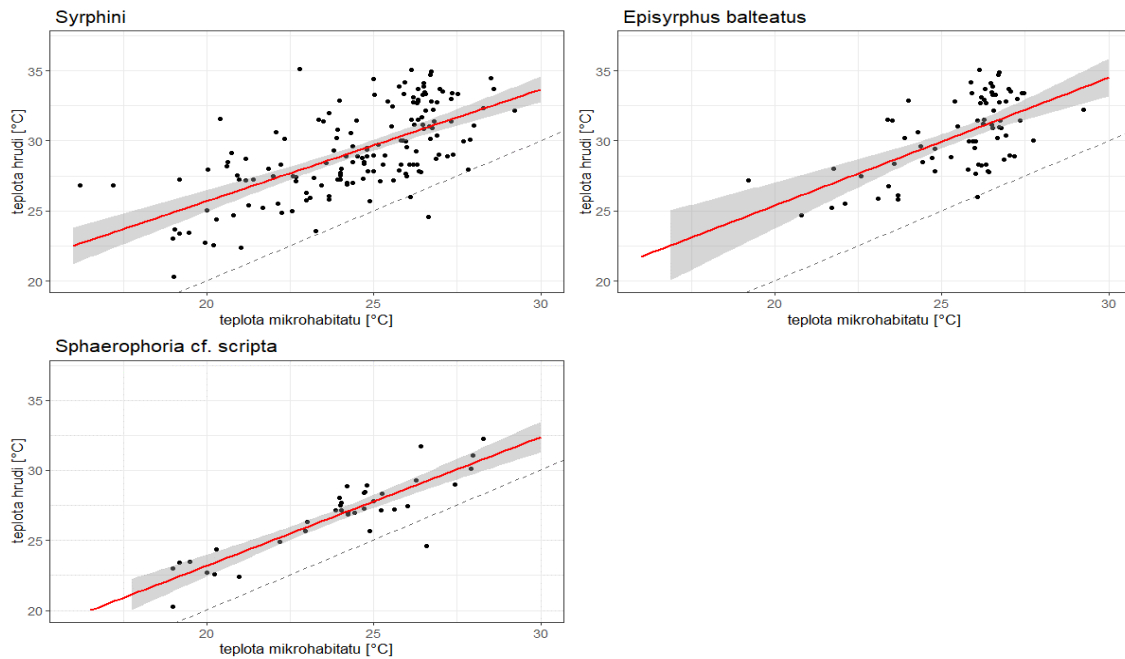 Syrphini
35
30
25
20
teplota hrudi [°C]
20 25 30
teplota mikrohabitatu [°C]
Episyrphus balteatus
35
30
25
20
teplota hrudi [°C]
20 25 30
teplota mikrohabitatu [°C]
Sphaerophoria cf. scripta
35
30
25
20
teplota hrudi [°C]
20 25 30
teplota mikrohabitatu [°C]